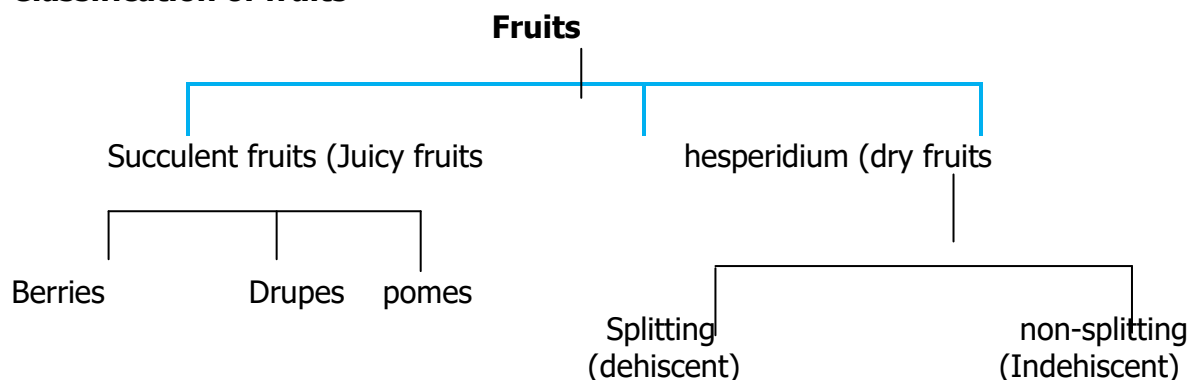 Classification of fruits
Fruits
Succulent fruits (Juicy fruits
hesperidium (dry fruits
Berries
Drupes
pomes
Splitting
(dehiscent)
non-splitting
(Indehiscent)